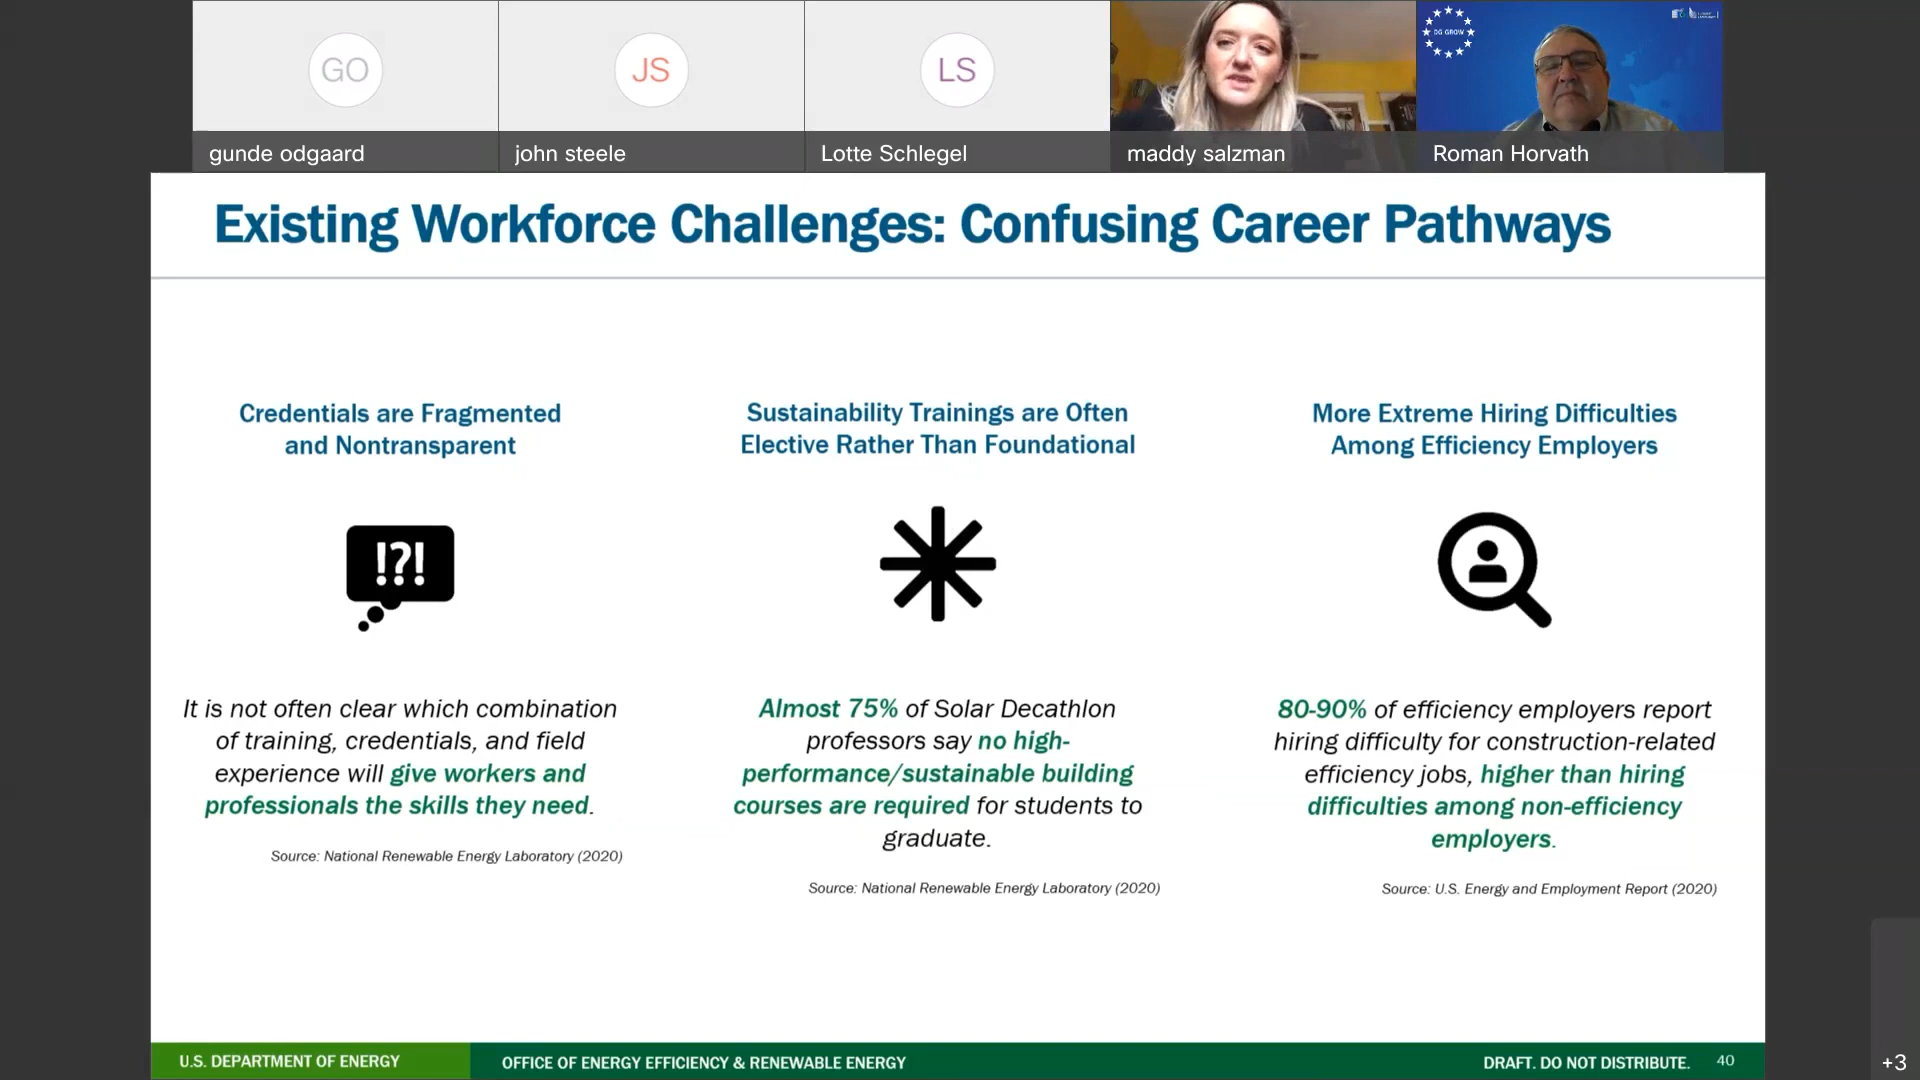 GO
JS
LS
DG GROW
gunde odgaard
john steele
Lotte Schlegel
maddy salzman
Roman Horvath
Existing Workforce Challenges: Confusing Career Pathways
Credentials are Fragmented
and Nontransparent
!?!
It is not often clear which combination
of training, credentials, and field
experience will give workers and
professionals the skills they need.
Source: National Renewable Energy Laboratory (2020)
Sustainability Trainings are Often
Elective Rather Than Foundational
Almost 75% of Solar Decathlon
professors say no high-
performance/sustainable building
courses are required for students to
graduate.
Source: National Renewable Energy Laboratory (2020)
More Extreme Hiring Difficulties
Among Efficiency Employers
80-90% of efficiency employers report
hiring difficulty for construction-related
efficiency jobs, higher than hiring
difficulties among non-efficiency
employers.
Source: U.S. Energy and Employment Report (2020)
U.S. DEPARTMENT OF ENERGY
OFFICE OF ENERGY EFFICIENCY & RENEWABLE ENERGY
DRAFT. DO NOT DISTRIBUTE.
40
+3